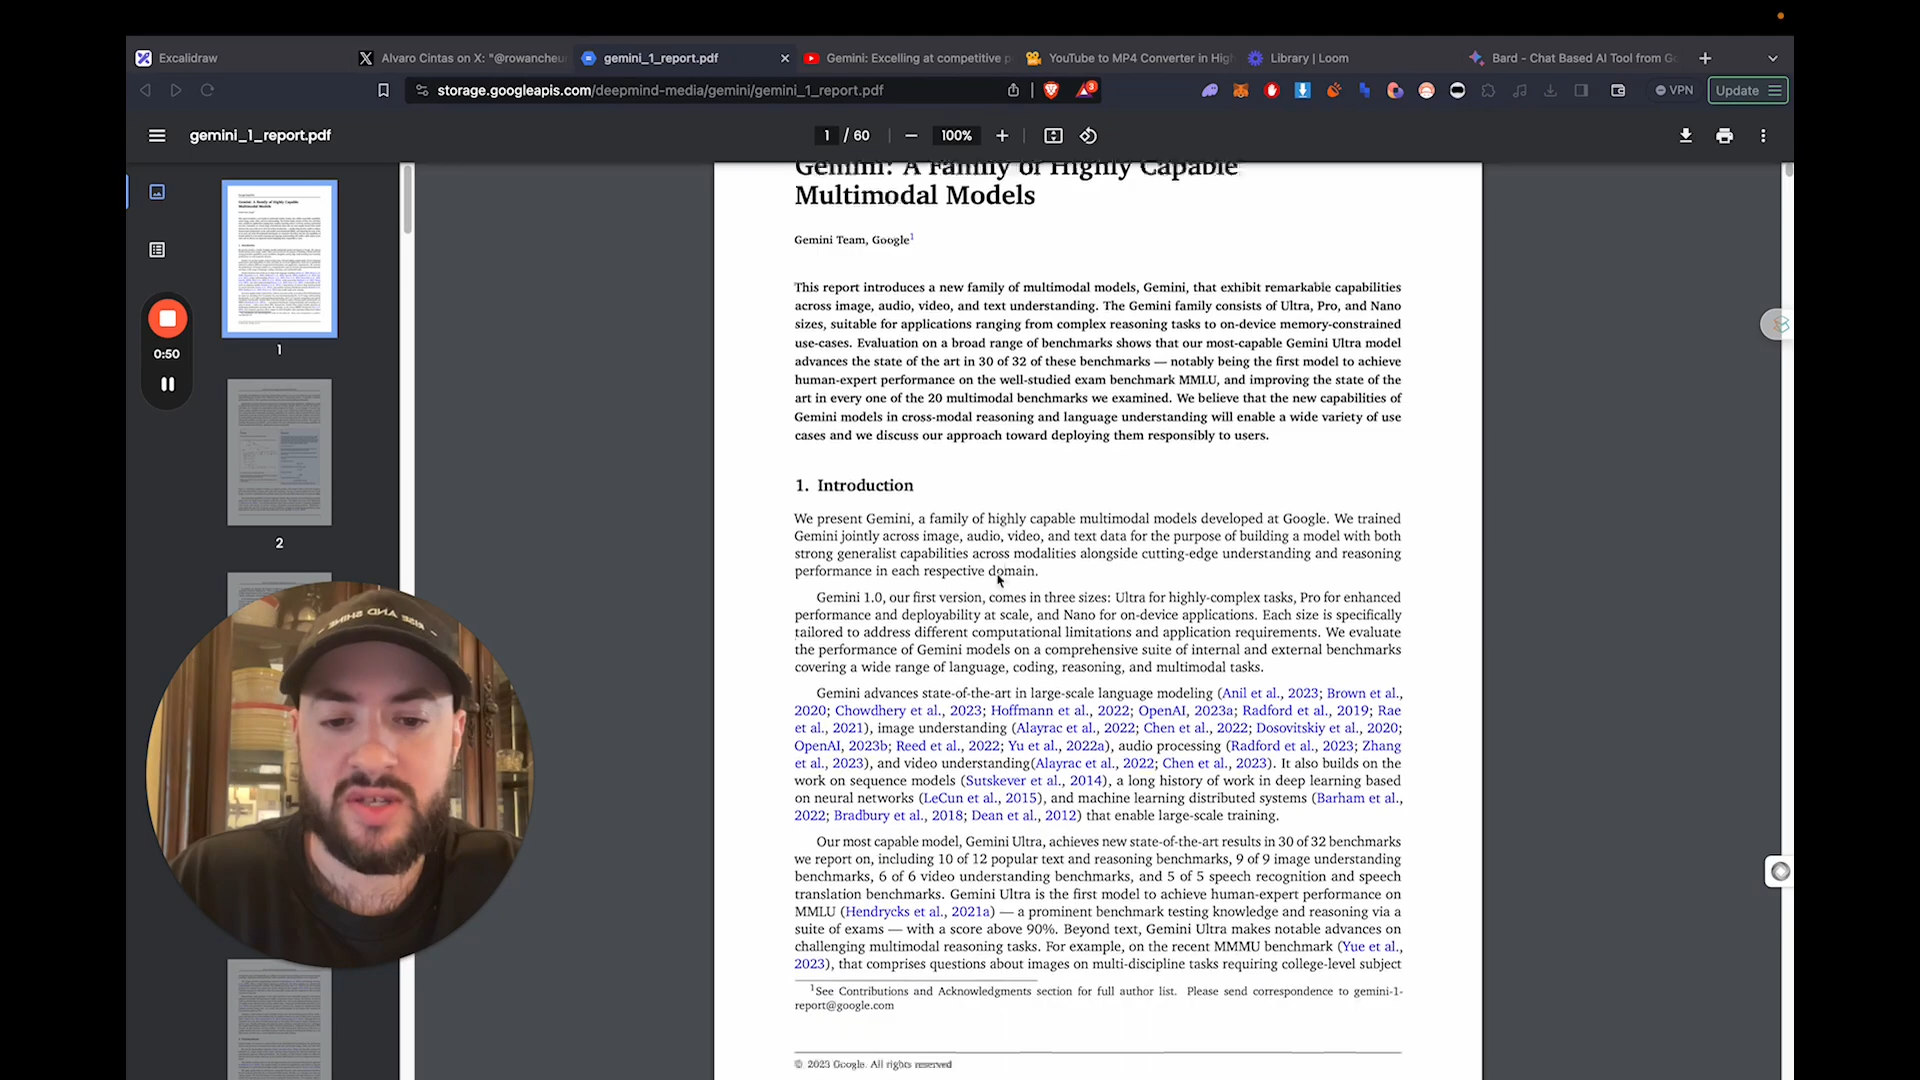 Excalidraw
Alvaro Cintas on X: "@rowancheu
gemini_1_report.pdf
Gemini: Excelling at competitive p
YouTube to MP4 Converter in High
Library | Loom
Bard - Chat Based AI Tool from Go
storage.googleapis.com/deepmind-media/gemini/gemini_1_report.pdf
3
VPN
Update
gemini_1_report.pdf
1 / 60
100%
Gemini: A Family of Highly Capable
Multimodal Models
Gemini Team, Google1
This report introduces a new family of multimodal models, Gemini, that exhibit remarkable capabilities
across image, audio, video, and text understanding. The Gemini family consists of Ultra, Pro, and Nano
sizes, suitable for applications ranging from complex reasoning tasks to on-device memory-constrained
use-cases. Evaluation on a broad range of benchmarks shows that our most-capable Gemini Ultra model
advances the state of the art in 30 of 32 of these benchmarks — notably being the first model to achieve
human-expert performance on the well-studied exam benchmark MMLU, and improving the state of the
art in every one of the 20 multimodal benchmarks we examined. We believe that the new capabilities of
Gemini models in cross-modal reasoning and language understanding will enable a wide variety of use
cases and we discuss our approach toward deploying them responsibly to users.
1. Introduction
We present Gemini, a family of highly capable multimodal models developed at Google. We trained
Gemini jointly across image, audio, video, and text data for the purpose of building a model with both
strong generalist capabilities across modalities alongside cutting-edge understanding and reasoning
performance in each respective domain.
Gemini 1.0, our first version, comes in three sizes: Ultra for highly-complex tasks, Pro for enhanced
performance and deployability at scale, and Nano for on-device applications. Each size is specifically
tailored to address different computational limitations and application requirements. We evaluate
the performance of Gemini models on a comprehensive suite of internal and external benchmarks
covering a wide range of language, coding, reasoning, and multimodal tasks.
Gemini advances state-of-the-art in large-scale language modeling (Anil et al., 2023; Brown et al.,
2020; Chowdhery et al., 2023; Hoffmann et al., 2022; OpenAI, 2023a; Radford et al., 2019; Rae
et al., 2021), image understanding (Alayrac et al., 2022; Chen et al., 2022; Dosovitskiy et al., 2020;
OpenAI, 2023b; Reed et al., 2022; Yu et al., 2022a), audio processing (Radford et al., 2023; Zhang
et al., 2023), and video understanding(Alayrac et al., 2022; Chen et al., 2023). It also builds on the
work on sequence models (Sutskever et al., 2014), a long history of work in deep learning based
on neural networks (LeCun et al., 2015), and machine learning distributed systems (Barham et al.,
2022; Bradbury et al., 2018; Dean et al., 2012) that enable large-scale training.
Our most capable model, Gemini Ultra, achieves new state-of-the-art results in 30 of 32 benchmarks
we report on, including 10 of 12 popular text and reasoning benchmarks, 9 of 9 image understanding
benchmarks, 6 of 6 video understanding benchmarks, and 5 of 5 speech recognition and speech
translation benchmarks. Gemini Ultra is the first model to achieve human-expert performance on
MMLU (Hendrycks et al., 2021a) — a prominent benchmark testing knowledge and reasoning via a
suite of exams — with a score above 90%. Beyond text, Gemini Ultra makes notable advances on
challenging multimodal reasoning tasks. For example, on the recent MMMU benchmark (Yue et al.,
2023), that comprises questions about images on multi-discipline tasks requiring college-level subject
1See Contributions and Acknowledgments section for full author list. Please send correspondence to gemini-1-
report@google.com
© 2023 Google. All rights reserved
1
2
0:50
- RISE AND SHINE -